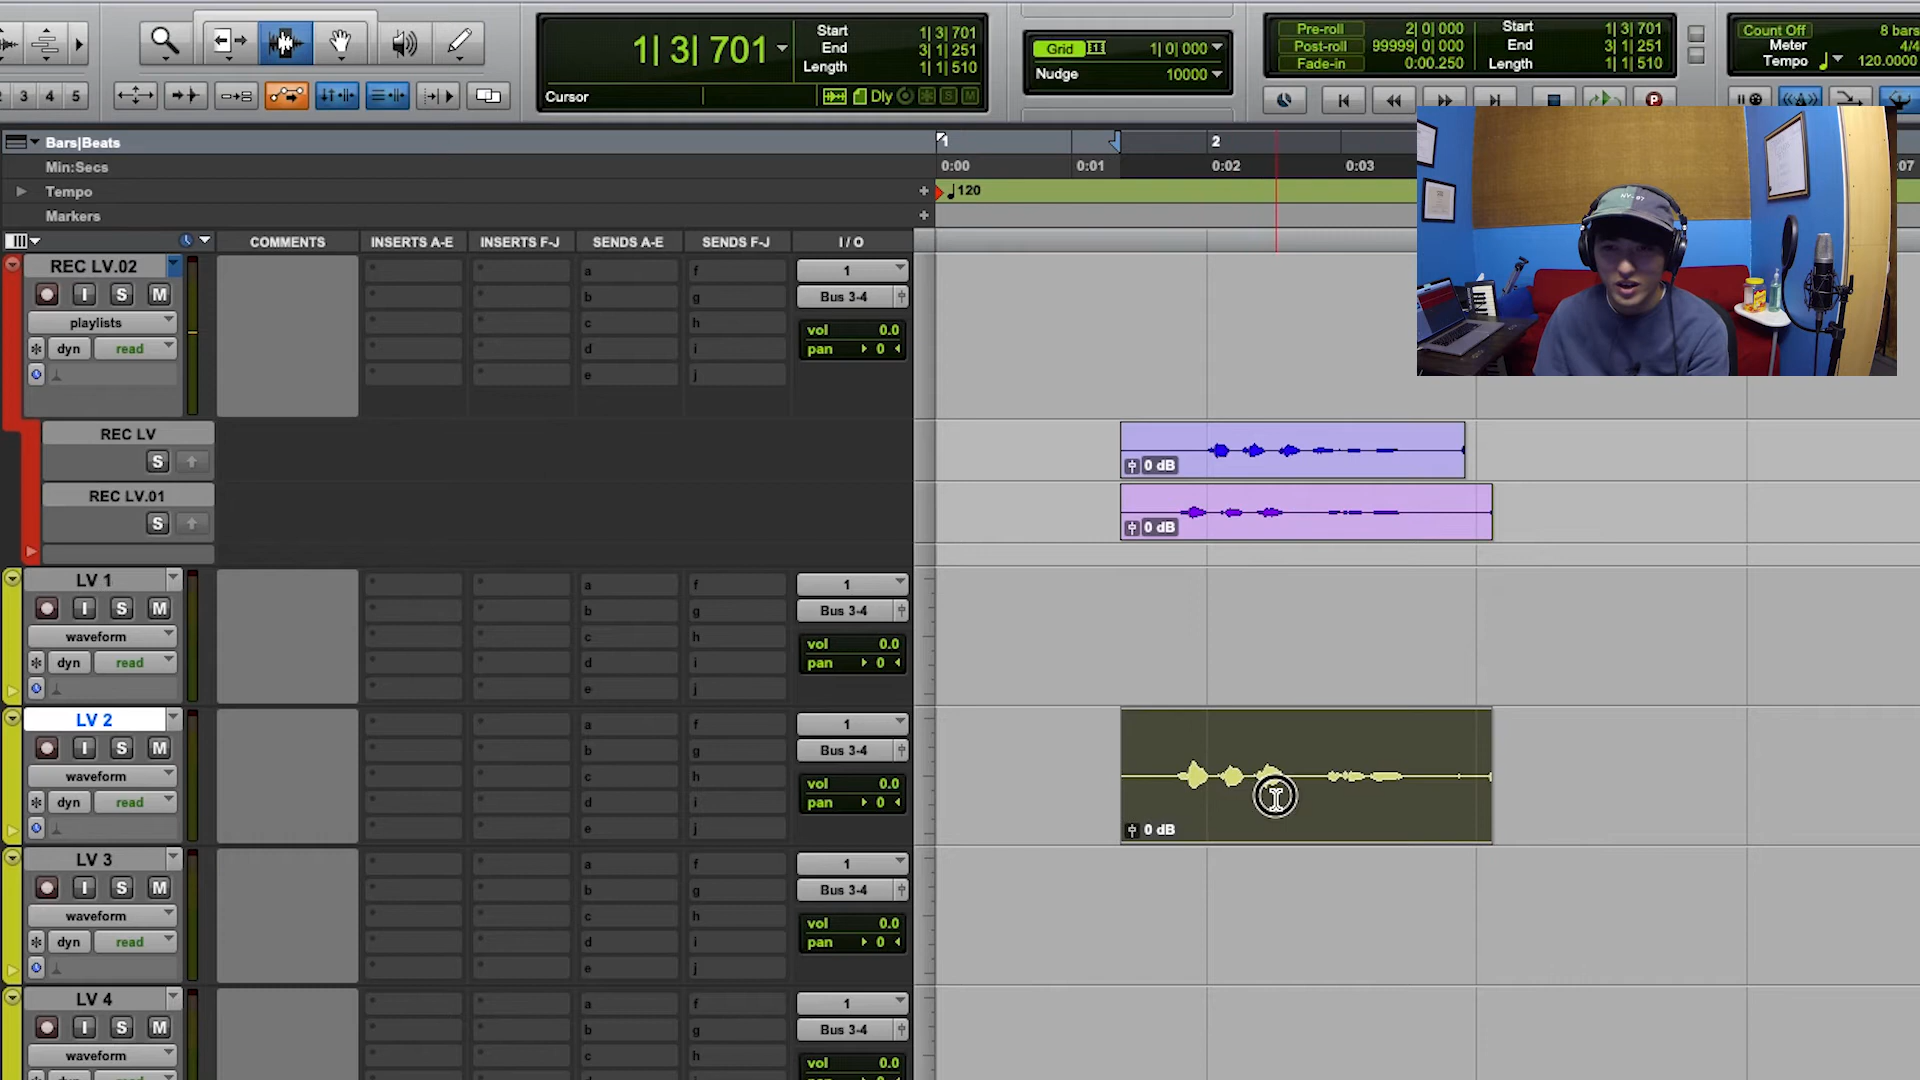 1| 3| 701
Start 1| 3| 701
End 3| 1| 251
Length 1| 1| 510
Cursor
Dly
S
M
Grid 1| 0| 000
Nudge 10000
Pre-roll 2| 0| 000
Post-roll 99999| 0| 000
Fade-in 0:00.250
Start 1| 3| 701
End 3| 1| 251
Length 1| 1| 510
Count Off 8 bars
Meter 4/4
Tempo 120.0000
3 4 5
P
Bars|Beats
1 2
Min:Secs
0:00 0:01 0:02 0:03 :07
Tempo
120
Markers
COMMENTS INSERTS A-E INSERTS F-J SENDS A-E SENDS F-J I / O
REC LV.02
I S M
playlists
dyn read
a f
b g
c h
d i
e j
1
Bus 3-4
vol 0.0
pan 0
REC LV
S
0 dB
REC LV.01
S
0 dB
LV 1
I S M
waveform
dyn read
a f
b g
c h
d i
e j
1
Bus 3-4
vol 0.0
pan 0
LV 2
I S M
waveform
dyn read
a f
b g
c h
d i
e j
1
Bus 3-4
vol 0.0
pan 0
0 dB
LV 3
I S M
waveform
dyn read
a f
b g
c h
d i
e j
1
Bus 3-4
vol 0.0
pan 0
LV 4
I S M
waveform
a f
b g
c h
d i
1
Bus 3-4
vol 0.0